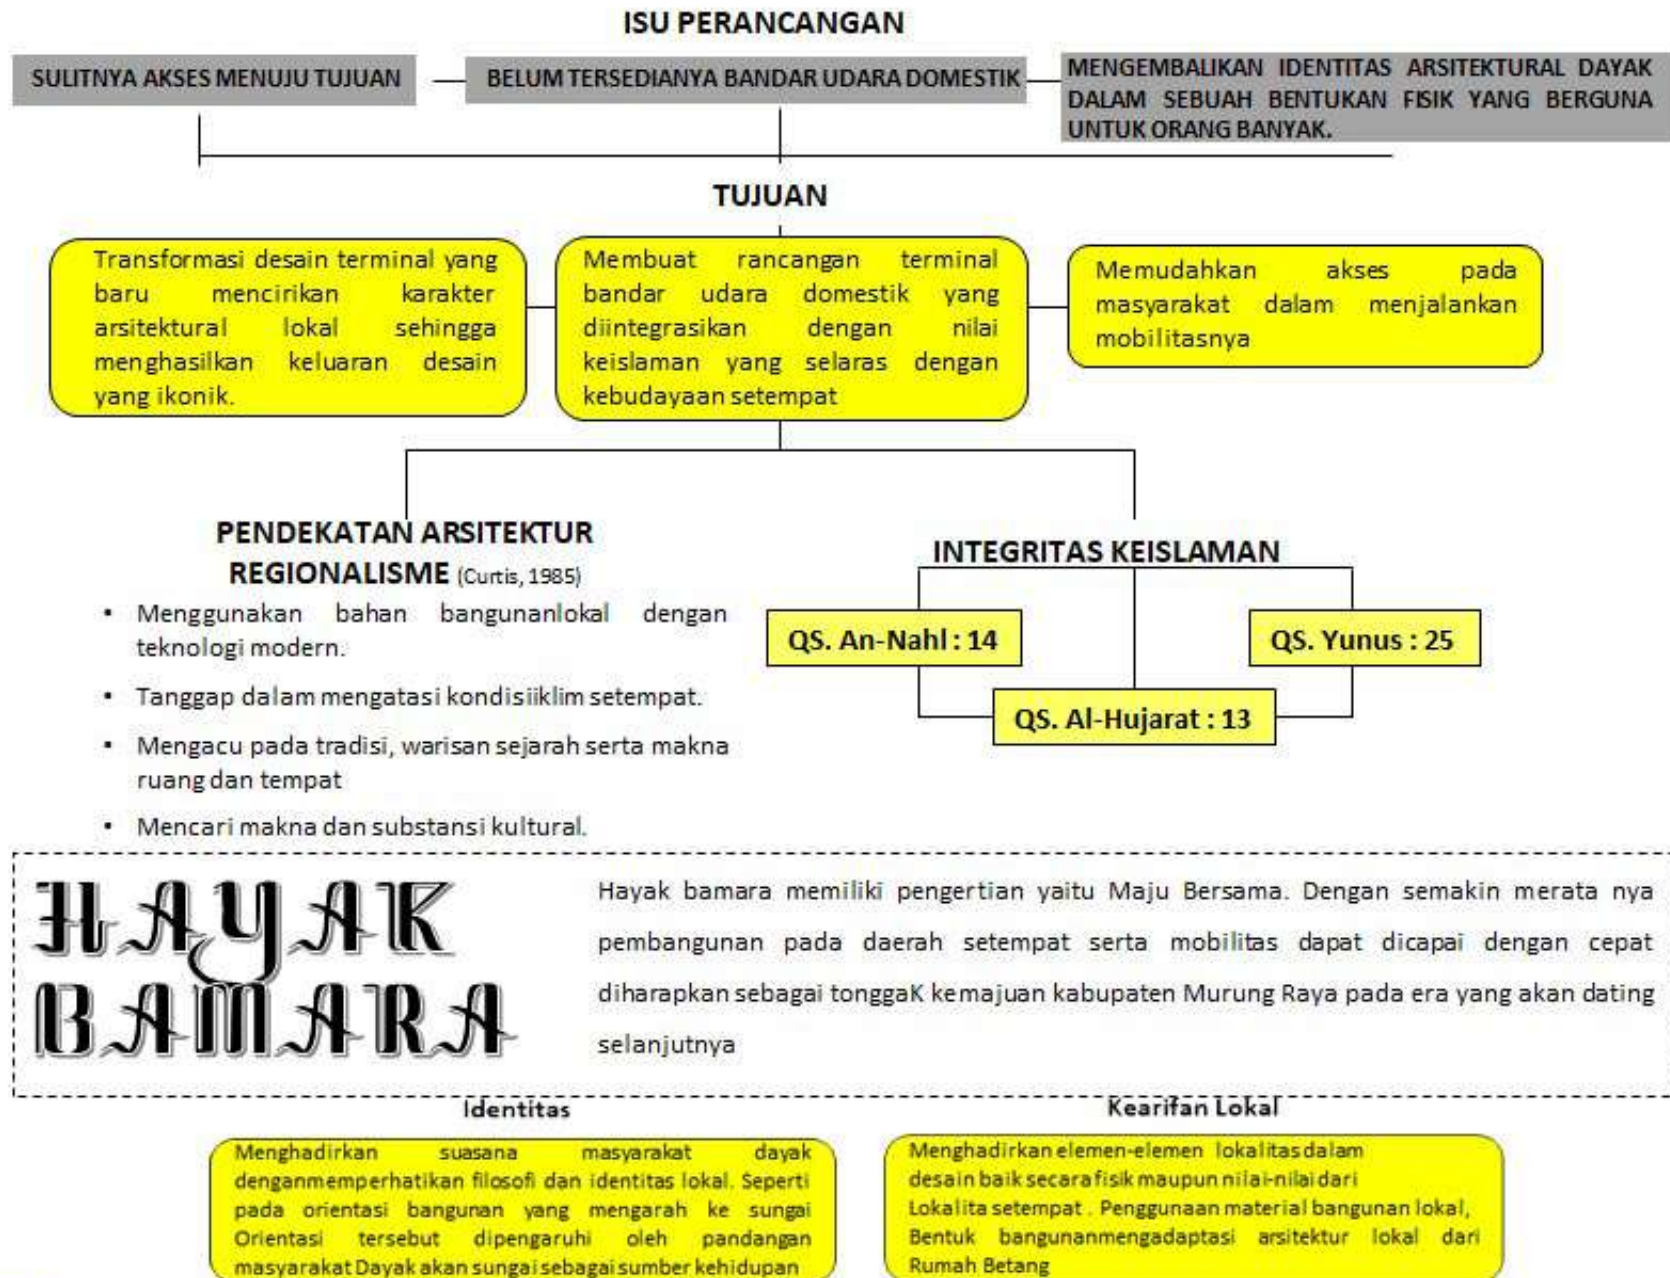 ISU PERANCANGAN
SULITNYA AKSES MENUJU TUJUAN
BELUM TERSEDIANYA BANDAR UDARA DOMESTIK
MENGEMBALIKAN IDENTITAS ARSITEKTURAL DAYAK
DALAM SEBUAH BENTUKAN FISIK YANG BERGUNA
UNTUK ORANG BANYAK.
TUJUAN
Transformasi desain terminal yang
baru mencirikan karakter
arsitektural lokal sehingga
menghasilkan keluaran desain
yang ikonik.
Membuat rancangan terminal
bandar udara domestik yang
diintegrasikan dengan nilai
keislaman yang selaras dengan
kebudayaan setempat
Memudahkan akses pada
masyarakat dalam menjalankan
mobilitasnya
PENDEKATAN ARSITEKTUR
REGIONALISME (Curtis, 1985)
• Menggunakan bahan bangunanlokal dengan
teknologi modern.
• Tanggap dalam mengatasi kondisiiklim setempat.
• Mengacu pada tradisi, warisan sejarah serta makna
ruang dan tempat
• Mencari makna dan substansi kultural.
INTEGRITAS KEISLAMAN
QS. An-Nahl : 14
QS. Yunus : 25
QS. Al-Hujarat : 13
HAYAK
BAMARA
Hayak bamara memiliki pengertian yaitu Maju Bersama. Dengan semakin merata nya
pembangunan pada daerah setempat serta mobilitas dapat dicapai dengan cepat
diharapkan sebagai tonggaK kemajuan kabupaten Murung Raya pada era yang akan dating
selanjutnya
Identitas
Menghadirkan suasana masyarakat dayak
denganmemperhatikan filosofi dan identitas lokal. Seperti
pada orientasi bangunan yang mengarah ke sungai
Orientasi tersebut dipengaruhi oleh pandangan
masyarakat Dayak akan sungai sebagai sumber kehidupan
Kearifan Lokal
Menghadirkan elemen-elemen lokalitas dalam
desain baik secara fisik maupun nilai-nilai dari
Lokalita setempat . Penggunaan material bangunan lokal,
Bentuk bangunanmengadaptasi arsitektur lokal dari
Rumah Betang